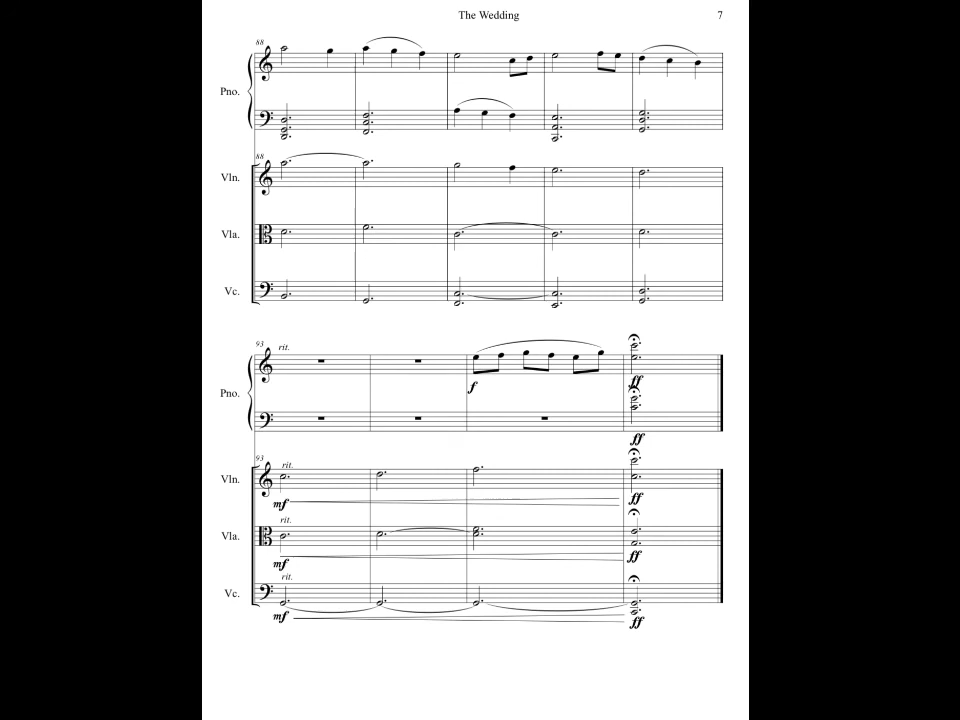 The Wedding 7
88
Pno.
88
Vln.
Vla.
Vc.
93 rit.
Pno.
f ff
ff
93 rit.
Vln.
mf ff
rit.
Vla.
mf ff
rit.
Vc.
mf ff